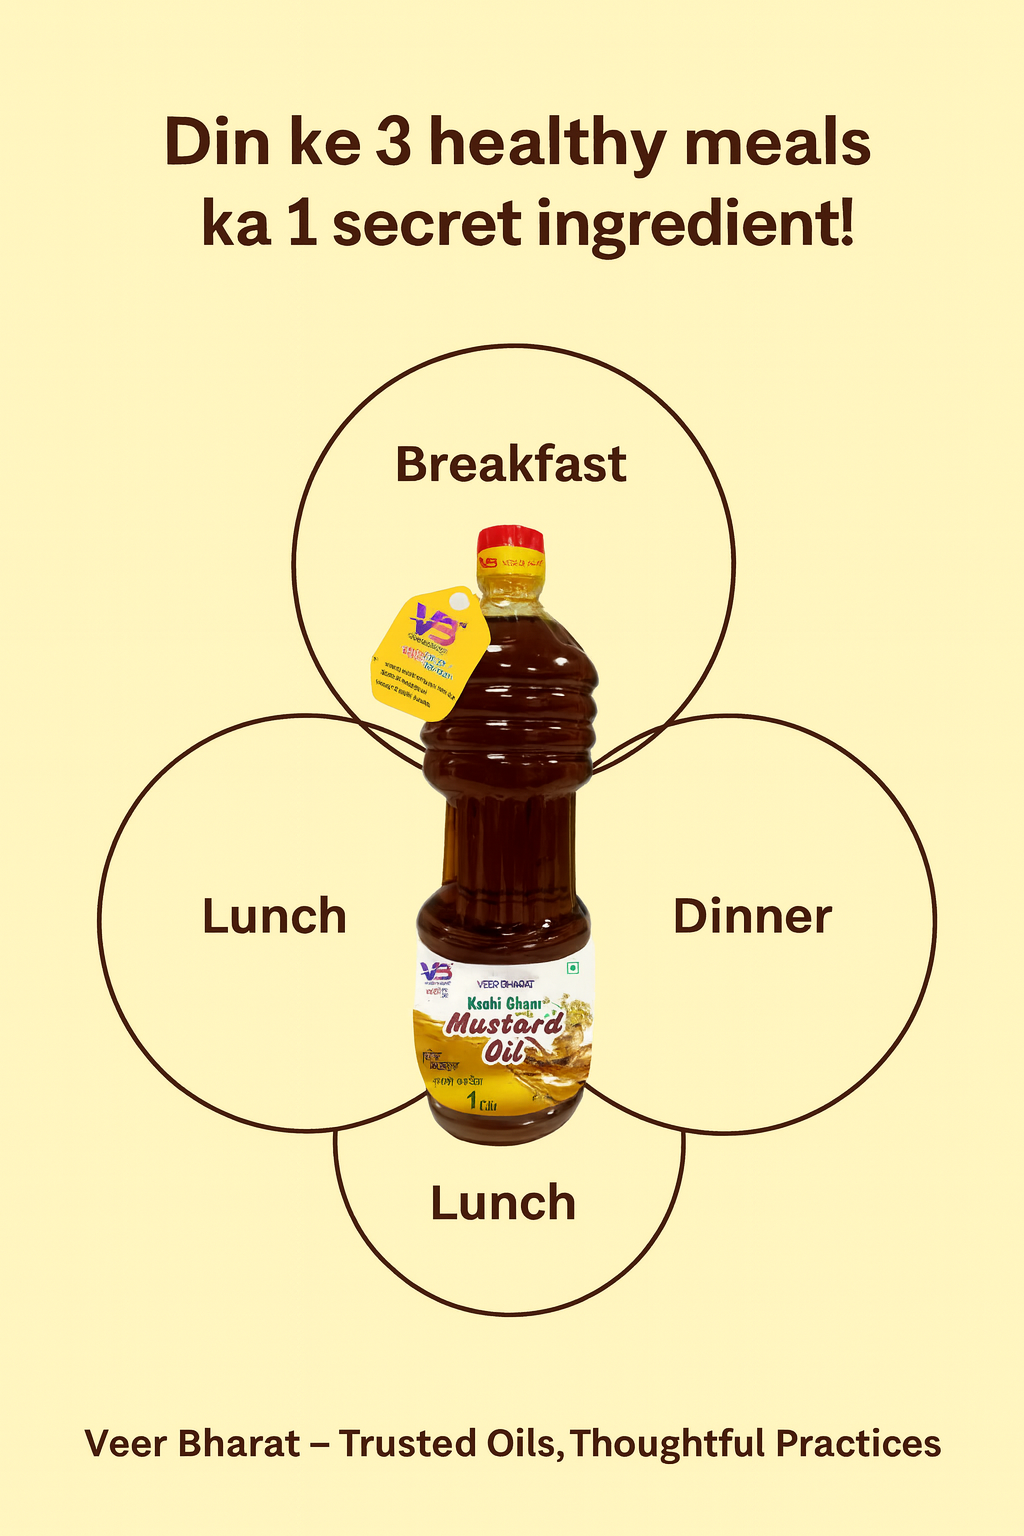 Din ke 3 healthy meals
ka 1 secret ingredient!
Breakfast
VB
VB
Lunch
Dinner
VB
VEER BHARAT
Ksahi Ghani
Mustard
Oil
1
Lunch
Veer Bharat – Trusted Oils, Thoughtful Practices